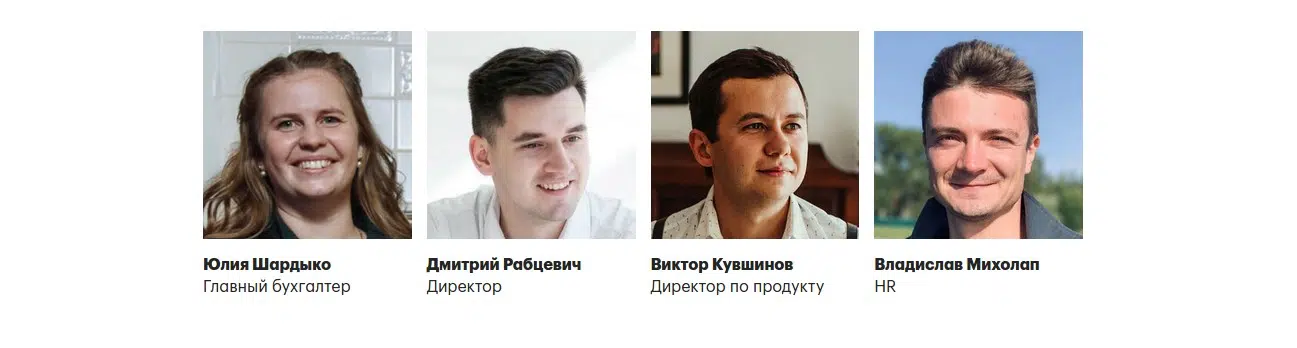 Юлия Шардыко
Главный бухгалтер
Дмитрий Рабцевич
Директор
Виктор Кувшинов
Директор по продукту
Владислав Михолап
HR